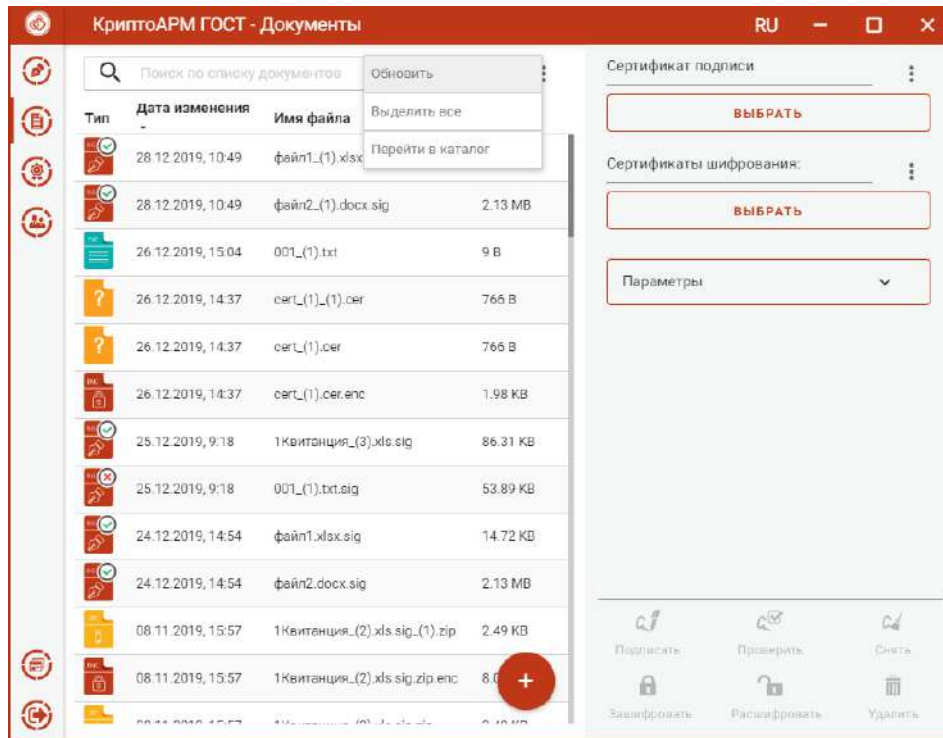 КриптоАРМ ГОСТ - Документы RU
Поиск по списку документов
Обновить
Выделить все
Перейти в каталог
Тип Дата изменения Имя файла
28.12.2019, 10:49 файл1_(1).xlsx
28.12.2019, 10:49 файл2_(1).docx.sig 2.13 MB
26.12.2019, 15:04 001_(1).txt 9 B
26.12.2019, 14:37 cert_(1)_(1).cer 766 B
26.12.2019, 14:37 cert_(1).cer 766 B
26.12.2019, 14:37 cert_(1).cer.enc 1.98 KB
25.12.2019, 9:18 1Квитанция_(3).xls.sig 86.31 KB
25.12.2019, 9:18 001_(1).txt.sig 53.89 KB
24.12.2019, 14:54 файл1.xlsx.sig 14.72 KB
24.12.2019, 14:54 файл2.docx.sig 2.13 MB
08.11.2019, 15:57 1Квитанция_(2).xls.sig_(1).zip 2.49 KB
08.11.2019, 15:57 1Квитанция_(2).xls.sig.zip.enc
Сертификат подписи
ВЫБРАТЬ
Сертификаты шифрования:
ВЫБРАТЬ
Параметры
Подписать Проверить Снять
Зашифровать Расшифровать Удалить